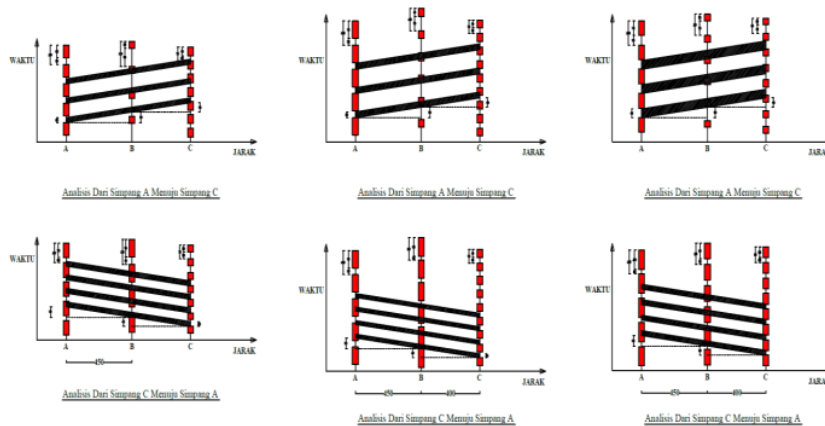 WAKTU
A B C
JARAK
Analisis Dari Simpang A Menuju Simpang C
WAKTU
A B C
JARAK
Analisis Dari Simpang A Menuju Simpang C
WAKTU
A B C
JARAK
Analisis Dari Simpang A Menuju Simpang C
WAKTU
A B C
JARAK
450
Analisis Dari Simpang C Menuju Simpang A
WAKTU
A B C
JARAK
450 400
Analisis Dari Simpang C Menuju Simpang A
WAKTU
A B C
JARAK
450 400
Analisis Dari Simpang C Menuju Simpang A